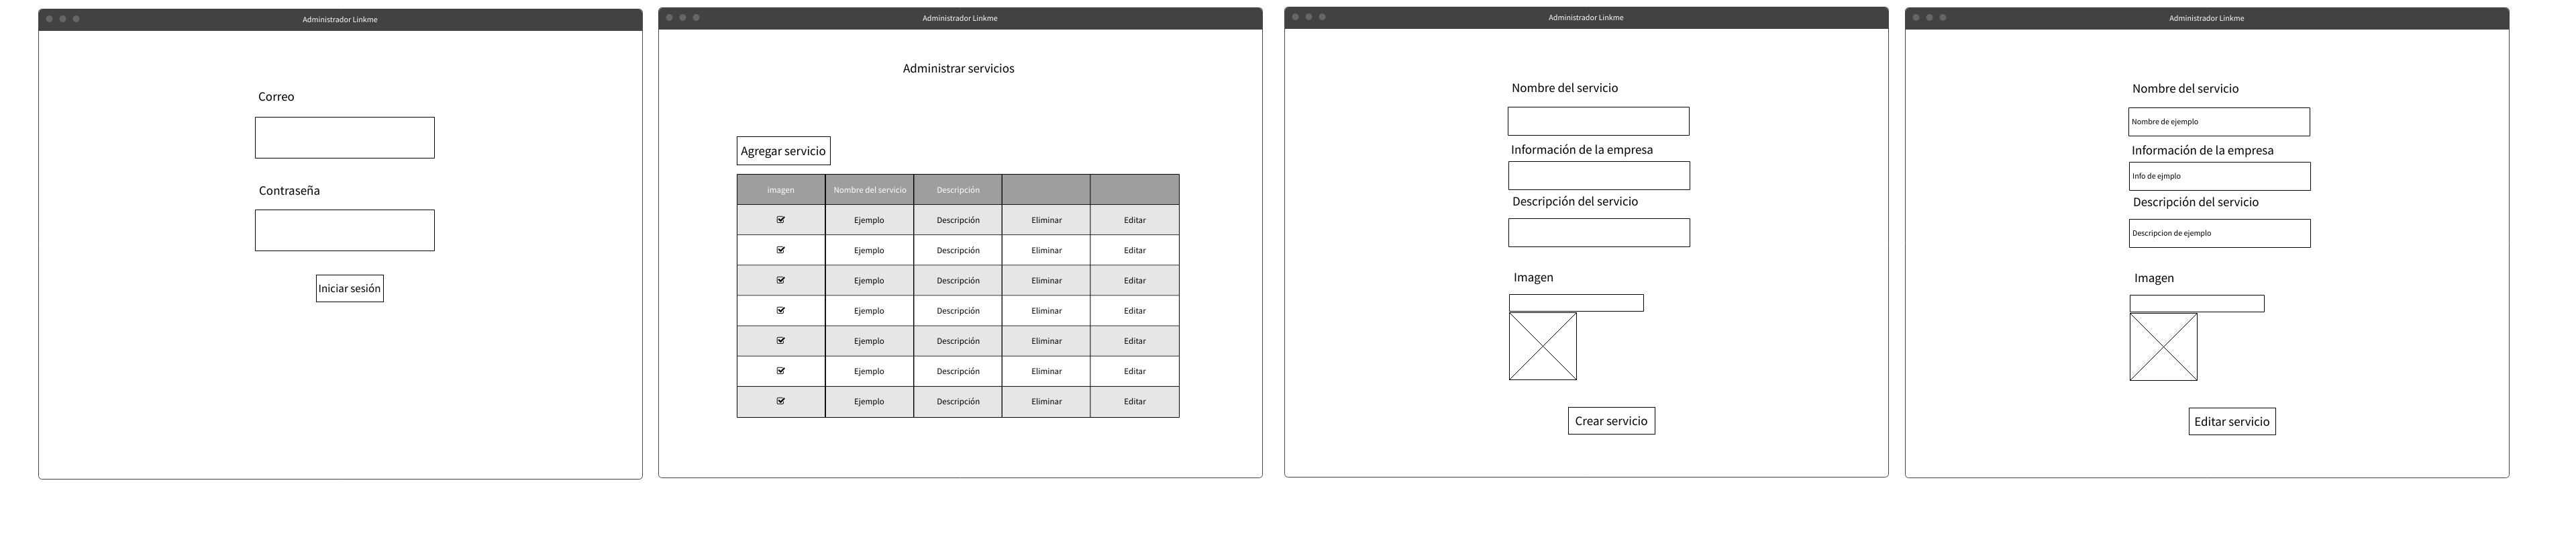 Administrador Linkme
Correo
Contraseña
Iniciar sesión
Administrador Linkme
Administrar servicios
Agregar servicio
imagen Nombre del servicio Descripción
Ejemplo Descripción Eliminar Editar
Ejemplo Descripción Eliminar Editar
Ejemplo Descripción Eliminar Editar
Ejemplo Descripción Eliminar Editar
Ejemplo Descripción Eliminar Editar
Ejemplo Descripción Eliminar Editar
Ejemplo Descripción Eliminar Editar
Administrador Linkme
Nombre del servicio
Información de la empresa
Descripción del servicio
Imagen
Crear servicio
Administrador Linkme
Nombre del servicio
Nombre de ejemplo
Información de la empresa
Info de ejmplo
Descripción del servicio
Descripcion de ejemplo
Imagen
Editar servicio